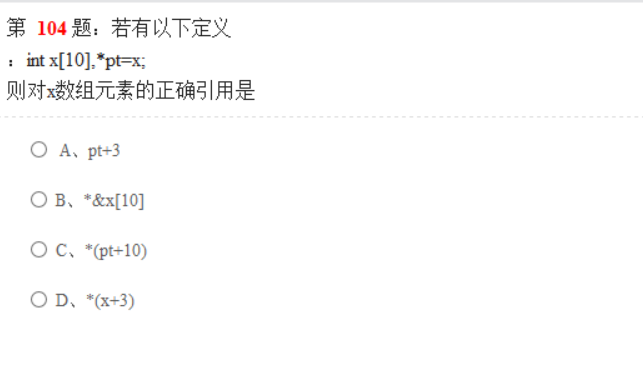 第 104 题：若有以下定义
：int x[10],*pt=x;
则对x数组元素的正确引用是
A、pt+3
B、*&x[10]
C、*(pt+10)
D、*(x+3)